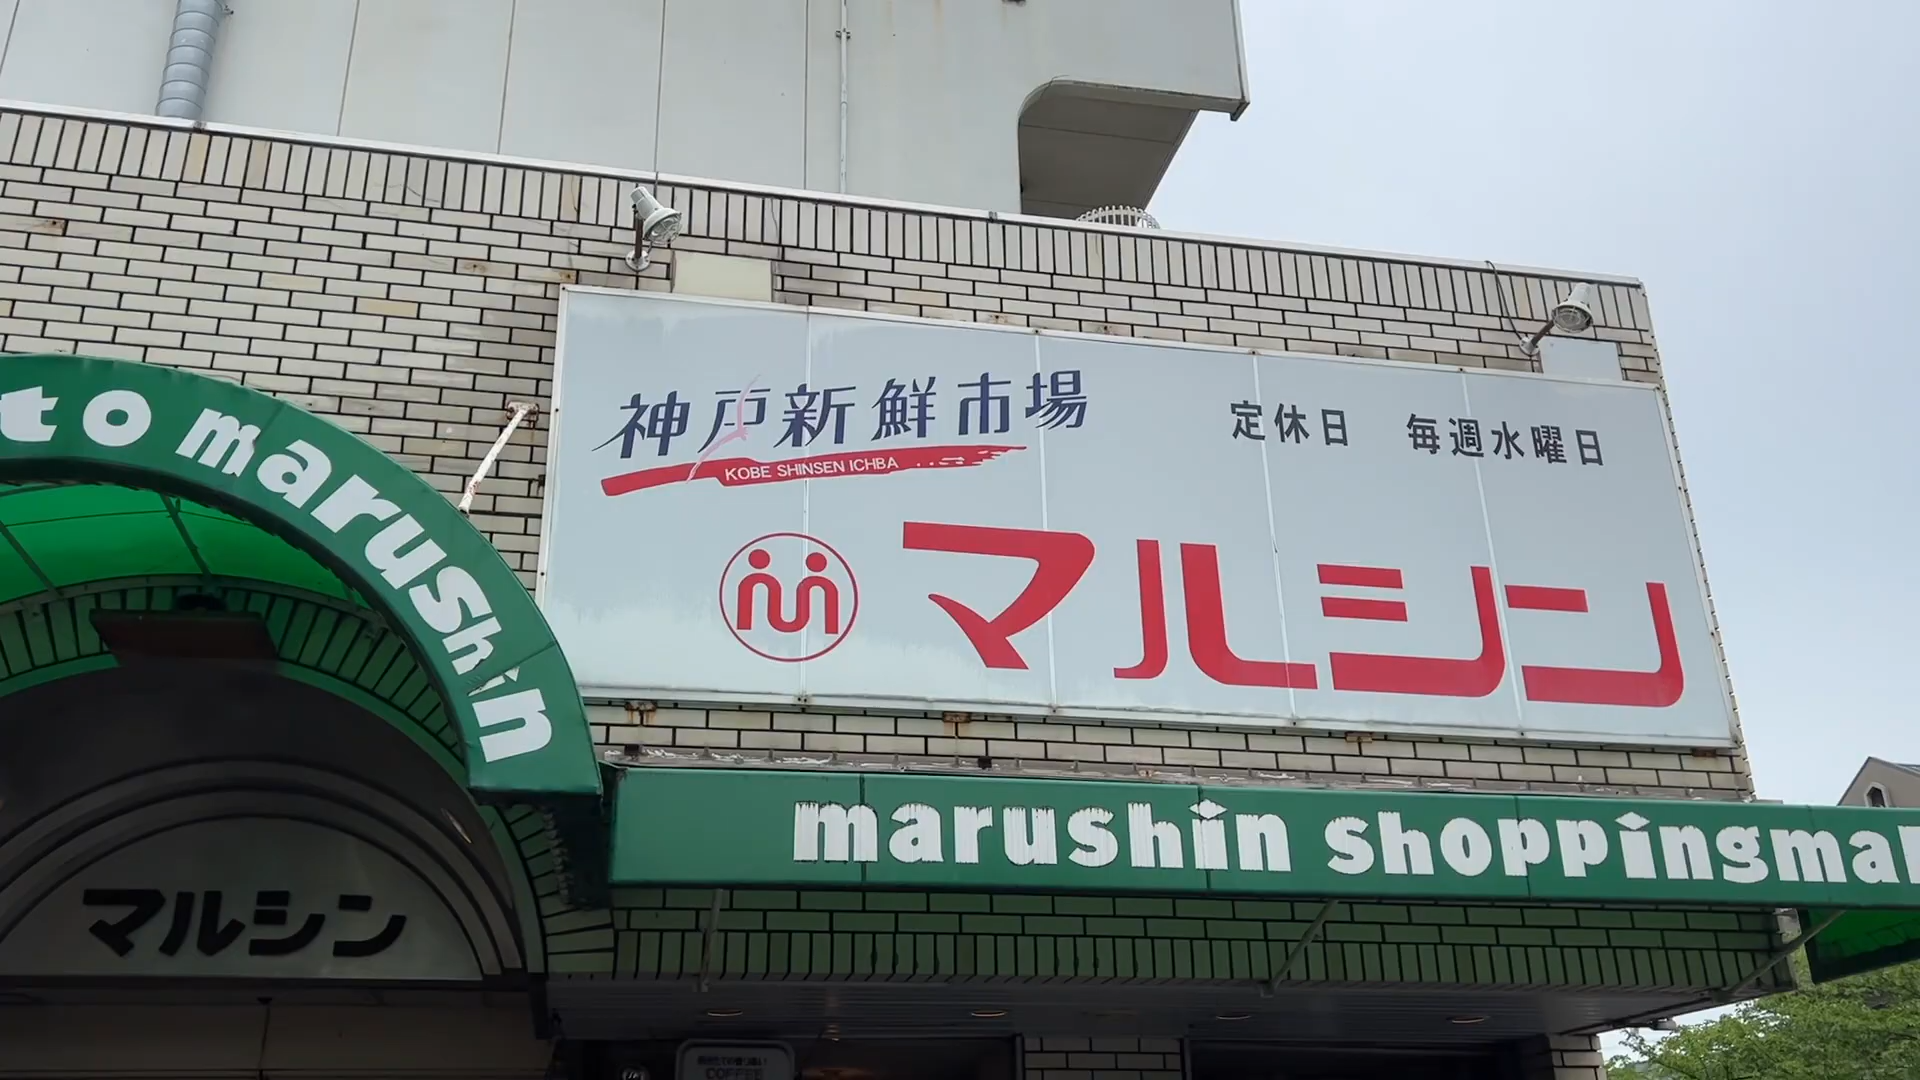 神戸新鮮市場
KOBE SHINSEN ICHBA
定休日 毎週水曜日
マルシン
to marushin
marushin shoppingmar
マルシン
COFFEE